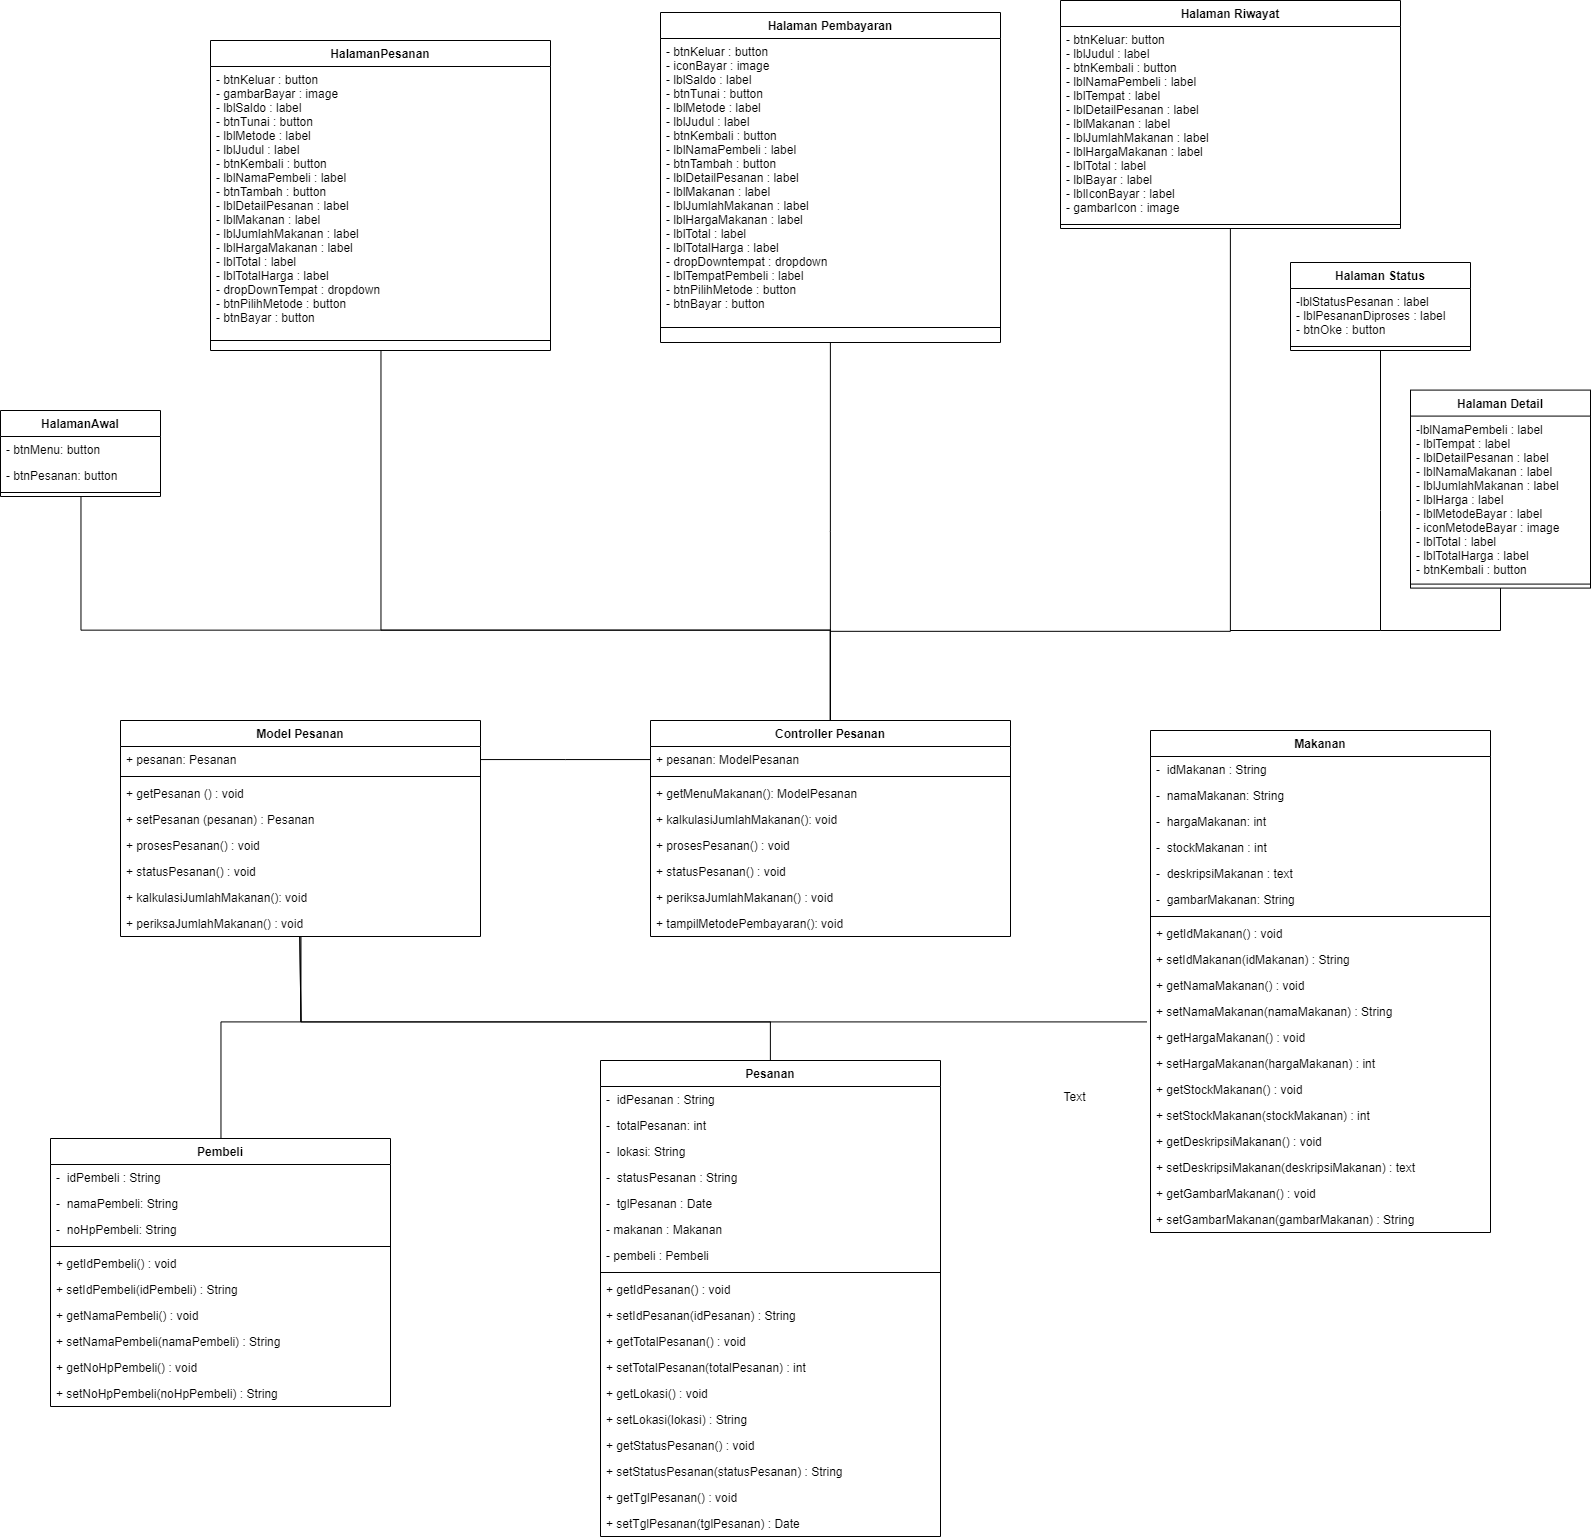 Halaman Riwayat
- btnKeluar: button
- lblJudul : label
- btnKembali : button
- lblNamaPembeli : label
- lblTempat : label
- lblDetailPesanan : label
- lblMakanan : label
- lblJumlahMakanan : label
- lblHargaMakanan : label
- lblTotal : label
- lblBayar : label
- lblIconBayar : label
- gambarIcon : image
Halaman Pembayaran
- btnKeluar : button
- iconBayar : image
- lblSaldo : label
- btnTunai : button
- lblMetode : label
- lblJudul : label
- btnKembali : button
- lblNamaPembeli : label
- btnTambah : button
- lblDetailPesanan : label
- lblMakanan : label
- lblJumlahMakanan : label
- lblHargaMakanan : label
- lblTotal : label
- lblTotalHarga : label
- dropDowntempat : dropdown
- lblTempatPembeli : label
- btnPilihMetode : button
- btnBayar : button
HalamanPesanan
- btnKeluar : button
- gambarBayar : image
- lblSaldo : label
- btnTunai : button
- lblMetode : label
- lblJudul : label
- btnKembali : button
- lblNamaPembeli : label
- btnTambah : button
- lblDetailPesanan : label
- lblMakanan : label
- lblJumlahMakanan : label
- lblHargaMakanan : label
- lblTotal : label
- lblTotalHarga : label
- dropDownTempat : dropdown
- btnPilihMetode : button
- btnBayar : button
Halaman Status
-lblStatusPesanan : label
- lblPesananDiproses : label
- btnOke : button
Halaman Detail
-lblNamaPembeli : label
- lblTempat : label
- lblDetailPesanan : label
- lblNamaMakanan : label
- lblJumlahMakanan : label
- lblHarga : label
- lblMetodeBayar : label
- iconMetodeBayar : image
- lblTotal : label
- lblTotalHarga : label
- btnKembali : button
HalamanAwal
- btnMenu: button
- btnPesanan: button
Model Pesanan
+ pesanan: Pesanan
+ getPesanan () : void
+ setPesanan (pesanan) : Pesanan
+ prosesPesanan() : void
+ statusPesanan() : void
+ kalkulasiJumlahMakanan(): void
+ periksaJumlahMakanan() : void
Controller Pesanan
+ pesanan: ModelPesanan
+ getMenuMakanan(): ModelPesanan
+ kalkulasiJumlahMakanan(): void
+ prosesPesanan() : void
+ statusPesanan() : void
+ periksaJumlahMakanan() : void
+ tampilMetodePembayaran(): void
Makanan
- idMakanan : String
- namaMakanan: String
- hargaMakanan: int
- stockMakanan : int
- deskripsiMakanan : text
- gambarMakanan: String
+ getIdMakanan() : void
+ setIdMakanan(idMakanan) : String
+ getNamaMakanan() : void
+ setNamaMakanan(namaMakanan) : String
+ getHargaMakanan() : void
+ setHargaMakanan(hargaMakanan) : int
+ getStockMakanan() : void
+ setStockMakanan(stockMakanan) : int
+ getDeskripsiMakanan() : void
+ setDeskripsiMakanan(deskripsiMakanan) : text
+ getGambarMakanan() : void
+ setGambarMakanan(gambarMakanan) : String
Text
Pesanan
- idPesanan : String
- totalPesanan: int
- lokasi: String
- statusPesanan : String
- tglPesanan : Date
- makanan : Makanan
- pembeli : Pembeli
+ getIdPesanan() : void
+ setIdPesanan(idPesanan) : String
+ getTotalPesanan() : void
+ setTotalPesanan(totalPesanan) : int
+ getLokasi() : void
+ setLokasi(lokasi) : String
+ getStatusPesanan() : void
+ setStatusPesanan(statusPesanan) : String
+ getTglPesanan() : void
+ setTglPesanan(tglPesanan) : Date
Pembeli
- idPembeli : String
- namaPembeli: String
- noHpPembeli: String
+ getIdPembeli() : void
+ setIdPembeli(idPembeli) : String
+ getNamaPembeli() : void
+ setNamaPembeli(namaPembeli) : String
+ getNoHpPembeli() : void
+ setNoHpPembeli(noHpPembeli) : String